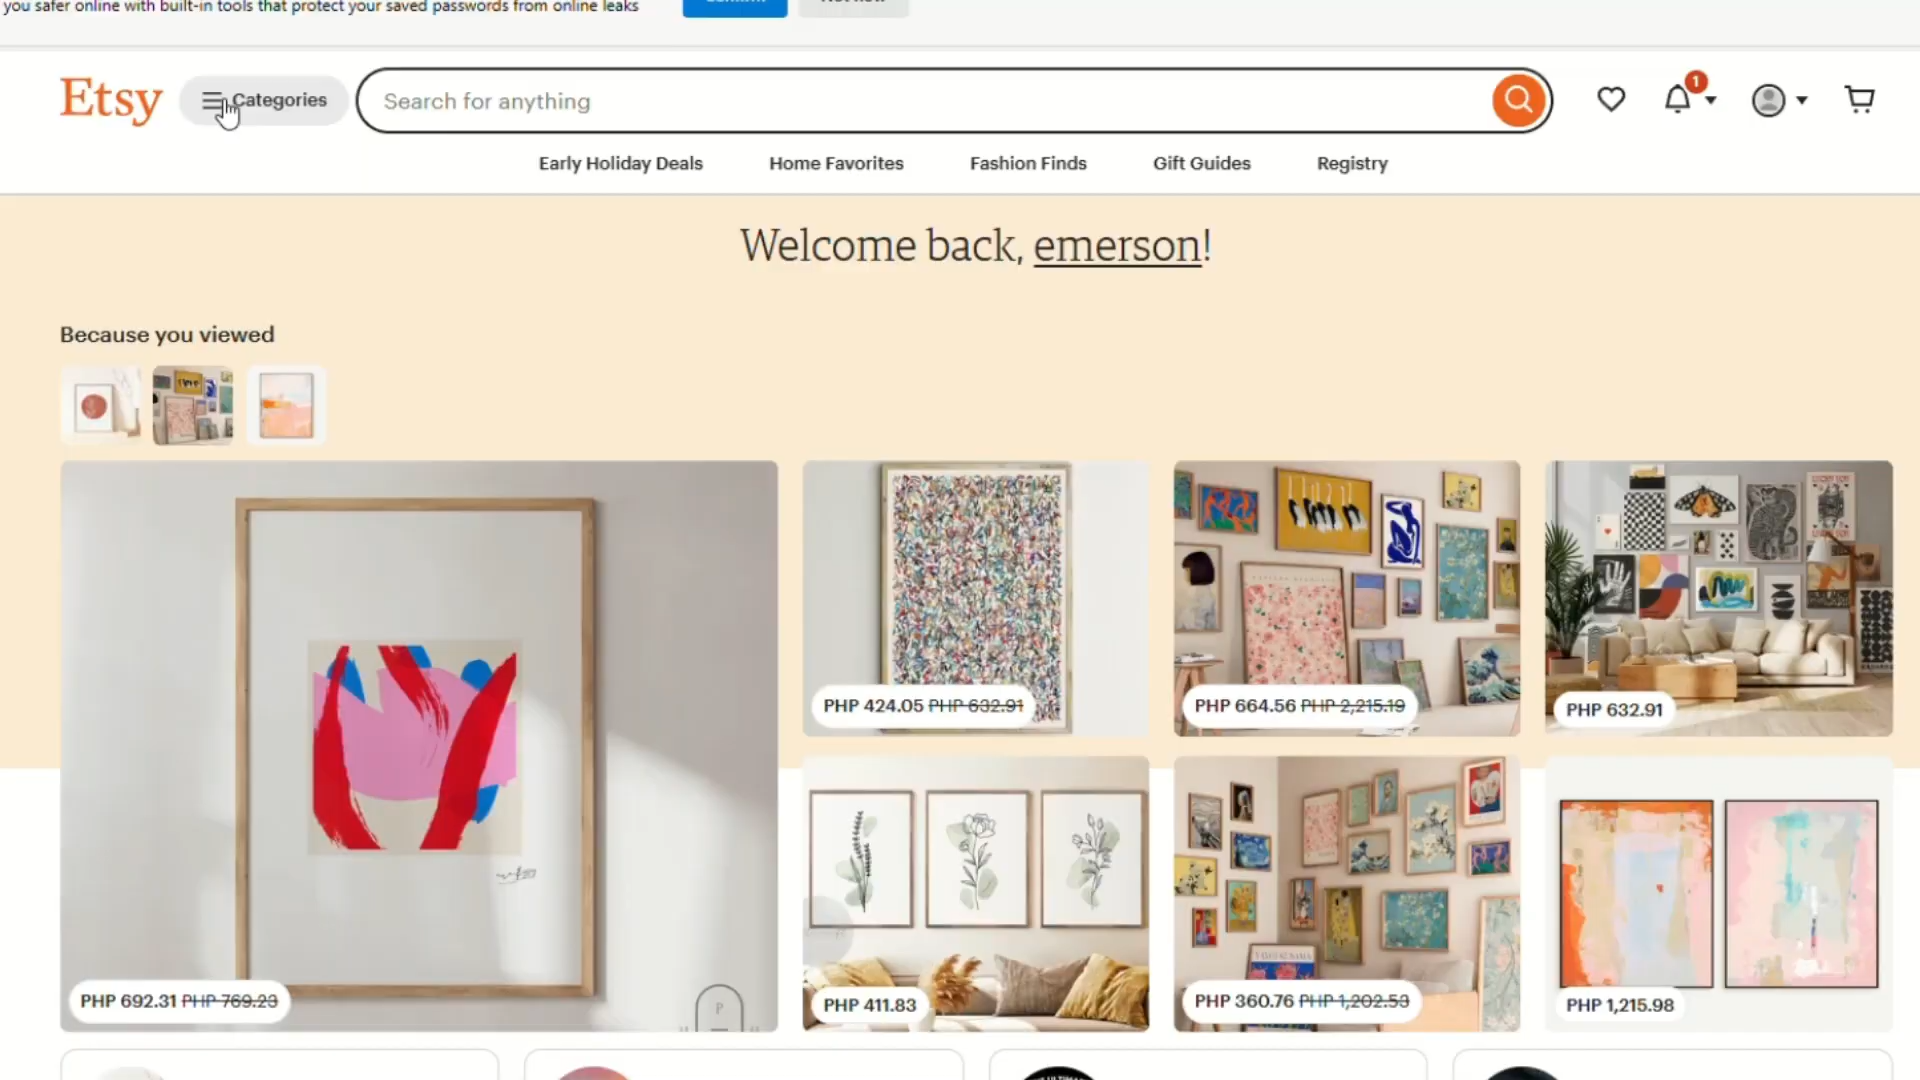 you safer online with built-in tools that protect your saved passwords from online leaks
Etsy
Categories
Search for anything
1
Early Holiday Deals
Home Favorites
Fashion Finds
Gift Guides
Registry
Welcome back, emerson!
Because you viewed
PHP 424.05 PHP 632.91
PHP 664.56 PHP 2,215.19
PHP 632.91
PHP 692.31 PHP 769.23
P
PHP 411.83
PHP 360.76 PHP 1,202.53
PHP 1,215.98